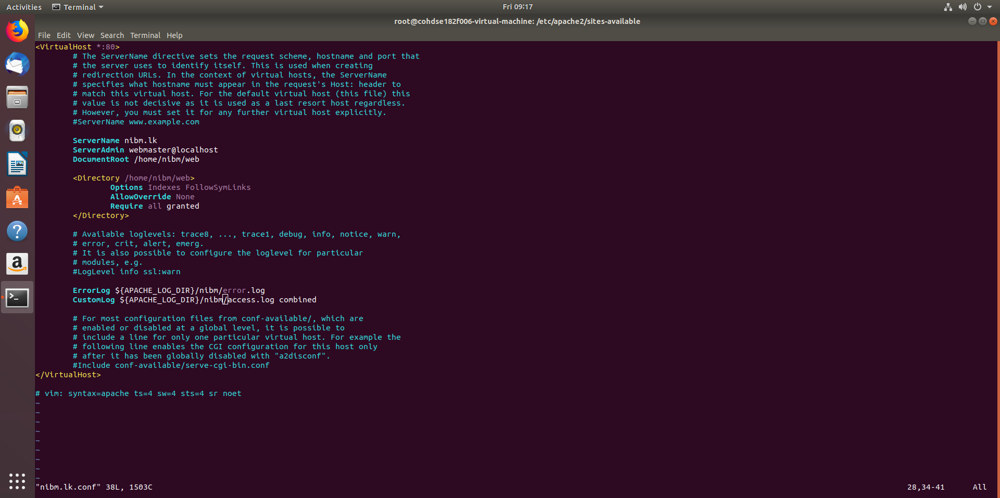 Activities Terminal Fri 09:17
root@cohdse182f006-virtual-machine: /etc/apache2/sites-available
File Edit View Search Terminal Help
<VirtualHost *:80>
# The ServerName directive sets the request scheme, hostname and port that
# the server uses to identify itself. This is used when creating
# redirection URLs. In the context of virtual hosts, the ServerName
# specifies what hostname must appear in the request's Host: header to
# match this virtual host. For the default virtual host (this file) this
# value is not decisive as it is used as a last resort host regardless.
# However, you must set it for any further virtual host explicitly.
#ServerName www.example.com
ServerName nibm.lk
ServerAdmin webmaster@localhost
DocumentRoot /home/nibm/web
<Directory /home/nibm/web>
Options Indexes FollowSymLinks
AllowOverride None
Require all granted
</Directory>
# Available loglevels: trace8, ..., trace1, debug, info, notice, warn,
# error, crit, alert, emerg.
# It is also possible to configure the loglevel for particular
# modules, e.g.
#LogLevel info ssl:warn
ErrorLog ${APACHE_LOG_DIR}/nibm/error.log
CustomLog ${APACHE_LOG_DIR}/nibm/access.log combined
# For most configuration files from conf-available/, which are
# enabled or disabled at a global level, it is possible to
# include a line for only one particular virtual host. For example the
# following line enables the CGI configuration for this host only
# after it has been globally disabled with "a2disconf".
#Include conf-available/serve-cgi-bin.conf
</VirtualHost>
# vim: syntax=apache ts=4 sw=4 sts=4 sr noet
~
~
~
~
~
~
~
~
~
"nibm.lk.conf" 38L, 1503C 28,34-41 All